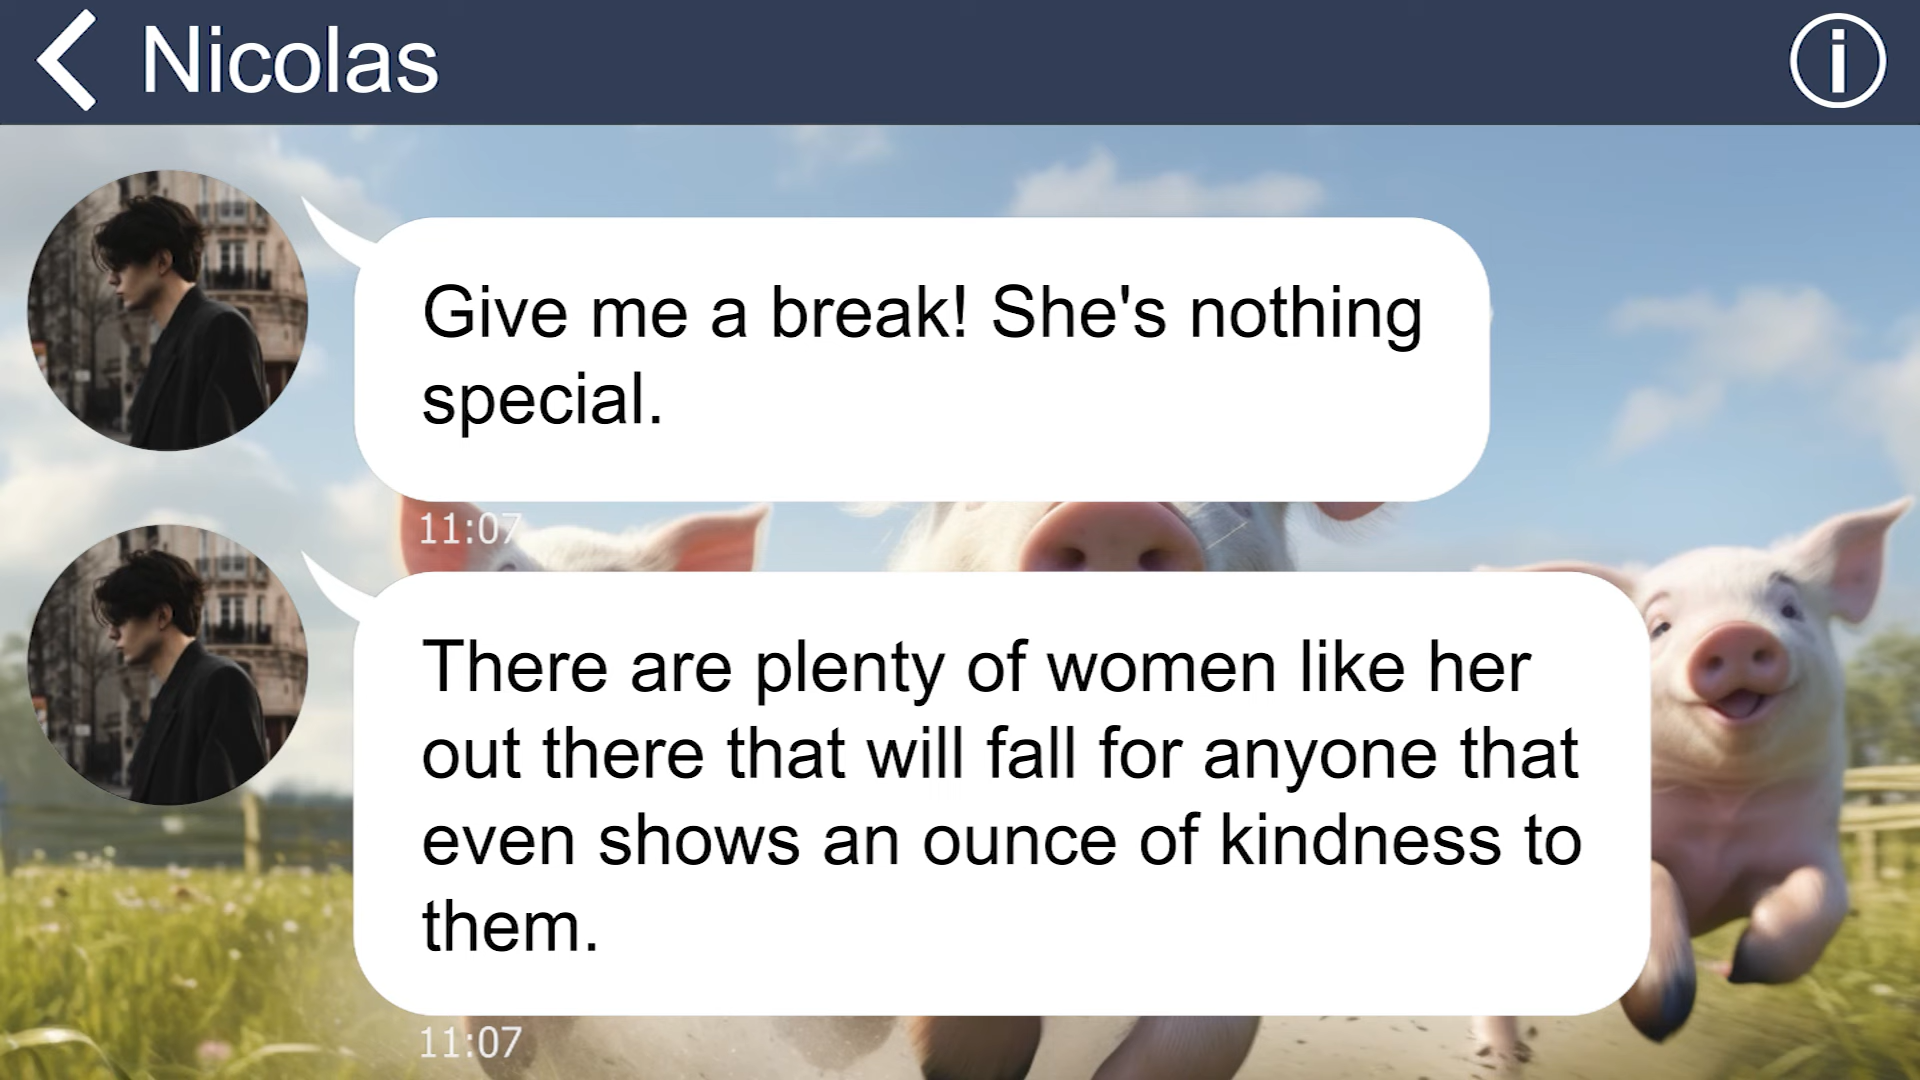 Nicolas
Give me a break! She's nothing
special.
11:07
There are plenty of women like her
out there that will fall for anyone that
even shows an ounce of kindness to
them.
11:07